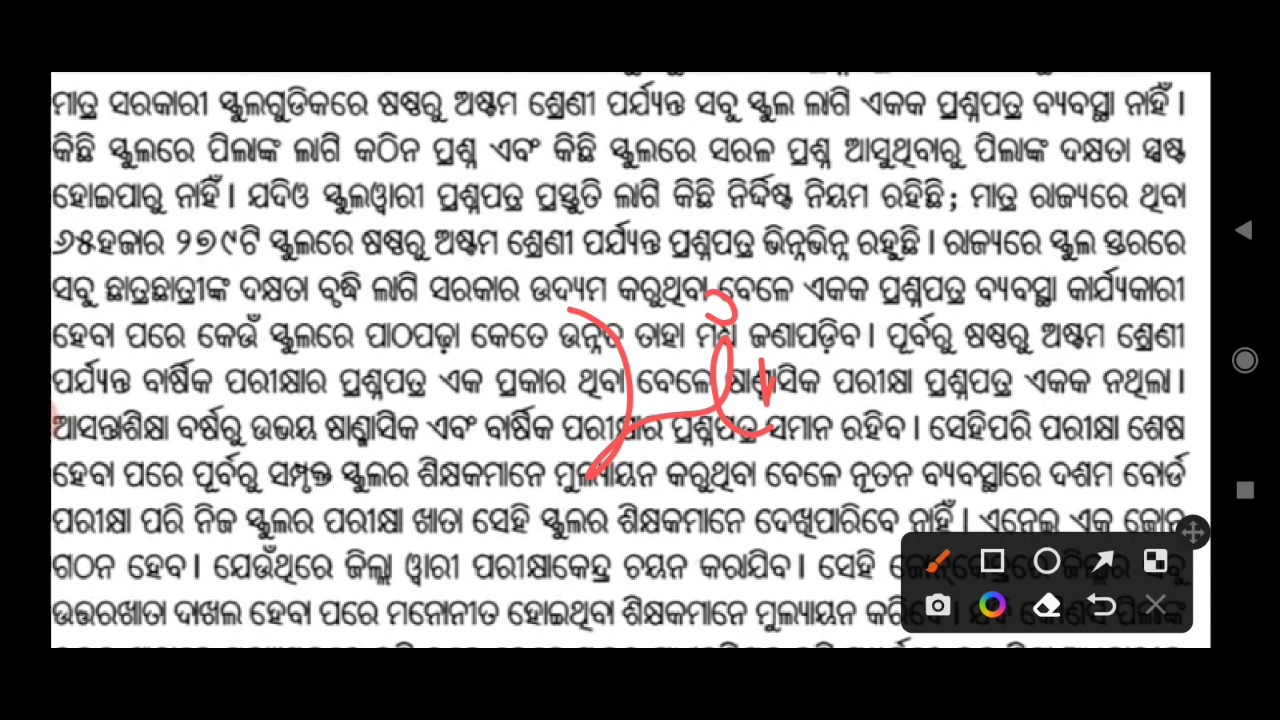 ମାତ୍ର ସରକାରୀ ସ୍କୁଲଗୁଡିକରେ ଷଷ୍ଠରୁ ଅଷ୍ଟମ ଶ୍ରେଣୀ ପର୍ଯ୍ୟନ୍ତ ସବୁ ସ୍କୁଲ ଲାଗି ଏକକ ପ୍ରଶ୍ନପତ୍ର ବ୍ୟବସ୍ଥା ନାହିଁ ।
କିଛି ସ୍କୁଲରେ ପିଲାଙ୍କ ଲାଗି କଠିନ ପ୍ରଶ୍ନ ଏବଂ କିଛି ସ୍କୁଲରେ ସରଳ ପ୍ରଶ୍ନ ଆସୁଥିବାରୁ ପିଲାଙ୍କ ଦକ୍ଷତା ସ୍ପଷ୍ଟ
ହୋଇପାରୁ ନାହିଁ । ଯଦିଓ ସ୍କୁଲୱାରୀ ପ୍ରଶ୍ନପତ୍ର ପ୍ରସ୍ତୁତି ଲାଗି କିଛି ନିର୍ଦ୍ଦିଷ୍ଟ ନିୟମ ରହିଛି; ମାତ୍ର ରାଜ୍ୟରେ ଥିବା
୬୫ହଜାର ୨୭୯ଟି ସ୍କୁଲରେ ଷଷ୍ଠରୁ ଅଷ୍ଟମ ଶ୍ରେଣୀ ପର୍ଯ୍ୟନ୍ତ ପ୍ରଶ୍ନପତ୍ର ଭିନ୍ନଭିନ୍ନ ରହୁଛି । ରାଜ୍ୟରେ ସ୍କୁଲ ସ୍ତରରେ
ସବୁ ଛାତ୍ରଛାତ୍ରୀଙ୍କ ଦକ୍ଷତା ବୃଦ୍ଧି ଲାଗି ସରକାର ଉଦ୍ୟମ କରୁଥିବା ବେଳେ ଏକକ ପ୍ରଶ୍ନପତ୍ର ବ୍ୟବସ୍ଥା କାର୍ଯ୍ୟକାରୀ
ହେବା ପରେ କେଉଁ ସ୍କୁଲରେ ପାଠପଢ଼ା କେତେ ଉନ୍ନତ ତାହା ମଧ୍ୟ ଜଣାପଡ଼ିବ । ପୂର୍ବରୁ ଷଷ୍ଠରୁ ଅଷ୍ଟମ ଶ୍ରେଣୀ
ପର୍ଯ୍ୟନ୍ତ ବାର୍ଷିକ ପରୀକ୍ଷାର ପ୍ରଶ୍ନପତ୍ର ଏକ ପ୍ରକାର ଥିବା ବେଳେ ଷାଣ୍ମାସିକ ପରୀକ୍ଷା ପ୍ରଶ୍ନପତ୍ର ଏକକ ନଥିଲା ।
ଆସନ୍ତାଶିକ୍ଷା ବର୍ଷରୁ ଉଭୟ ଷାଣ୍ମାସିକ ଏବଂ ବାର୍ଷିକ ପରୀକ୍ଷାର ପ୍ରଶ୍ନପତ୍ର ସମାନ ରହିବ । ସେହିପରି ପରୀକ୍ଷା ଶେଷ
ହେବା ପରେ ପୂର୍ବରୁ ସମ୍ପୃକ୍ତ ସ୍କୁଲର ଶିକ୍ଷକମାନେ ମୁଲ୍ୟାୟନ କରୁଥିବା ବେଳେ ନୂତନ ବ୍ୟବସ୍ଥାରେ ଦଶମ ବୋର୍ଡ
ପରୀକ୍ଷା ପରି ନିଜ ସ୍କୁଲର ପରୀକ୍ଷା ଖାତା ସେହି ସ୍କୁଲର ଶିକ୍ଷକମାନେ ଦେଖିପାରିବେ ନାହିଁ । ଏନେଇ ଏକ ଜୋନ
ଗଠନ ହେବ । ଯେଉଁଥିରେ ଜିଲ୍ଲା ୱାରୀ ପରୀକ୍ଷାକେନ୍ଦ୍ର ଚୟନ କରାଯିବ । ସେହି
ଉତ୍ତରଖାତା ଦାଖଲ ହେବା ପରେ ମନୋନୀତ ହୋଇଥିବା ଶିକ୍ଷକମାନେ ମୁଲ୍ୟାୟନ କରିବେ ।